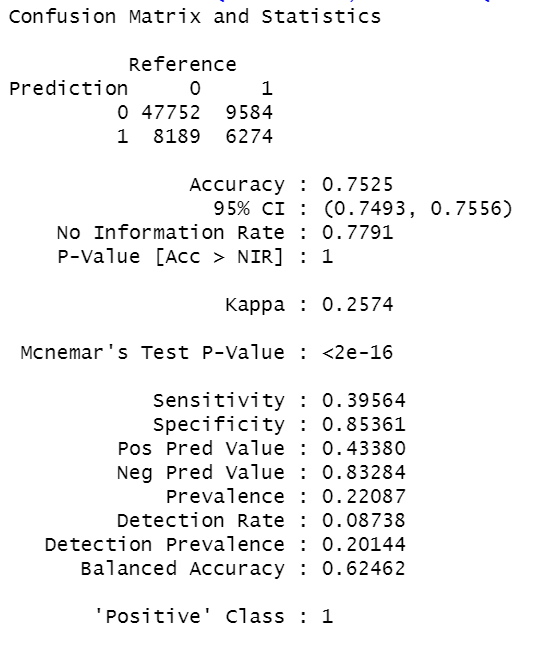 Confusion Matrix and Statistics
Reference
Prediction 0 1
0 47752 9584
1 8189 6274
Accuracy : 0.7525
95% CI : (0.7493, 0.7556)
No Information Rate : 0.7791
P-Value [Acc > NIR] : 1
Kappa : 0.2574
Mcnemar's Test P-Value : <2e-16
Sensitivity : 0.39564
Specificity : 0.85361
Pos Pred Value : 0.43380
Neg Pred Value : 0.83284
Prevalence : 0.22087
Detection Rate : 0.08738
Detection Prevalence : 0.20144
Balanced Accuracy : 0.62462
'Positive' Class : 1